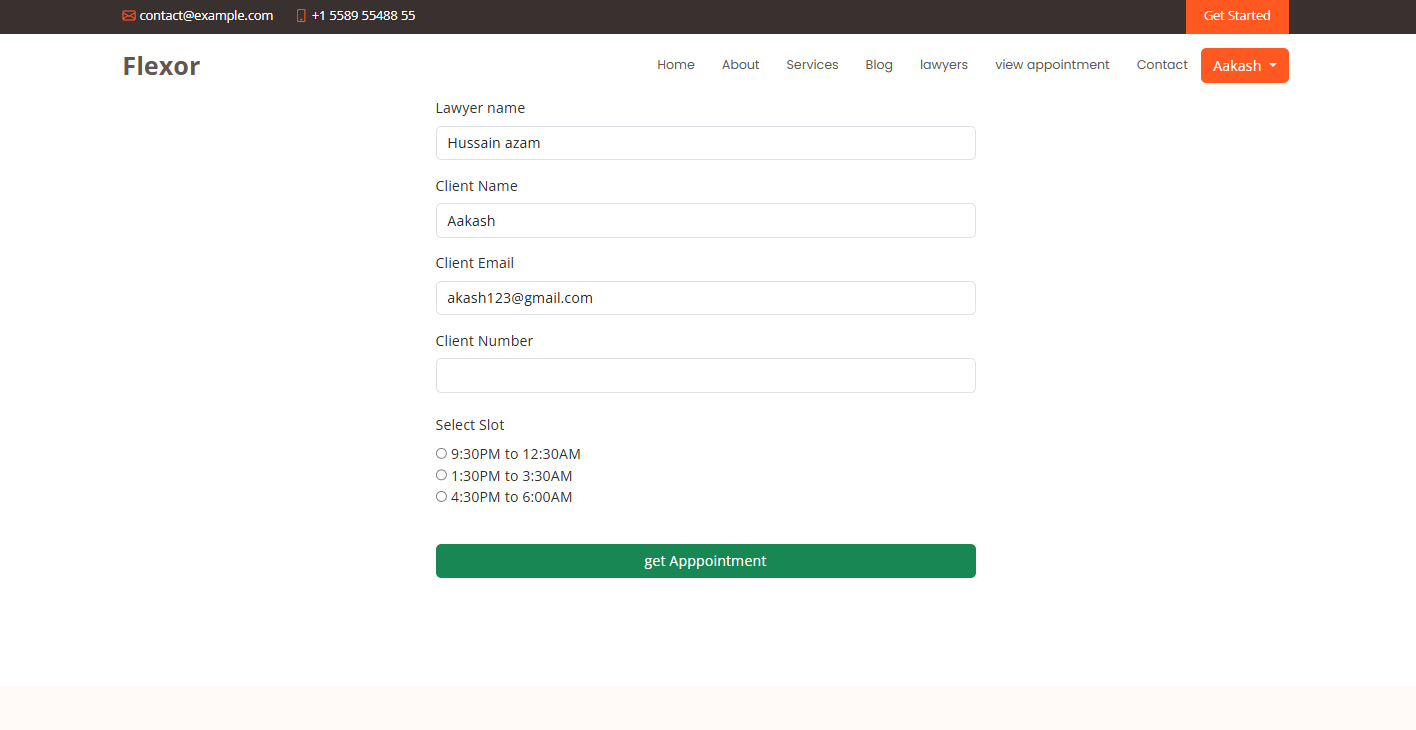 contact@example.com +1 5589 55488 55 Get Started
Flexor Home About Services Blog lawyers view appointment Contact Aakash
Lawyer name
Hussain azam
Client Name
Aakash
Client Email
akash123@gmail.com
Client Number
Select Slot
9:30PM to 12:30AM
1:30PM to 3:30AM
4:30PM to 6:00AM
get Apppointment